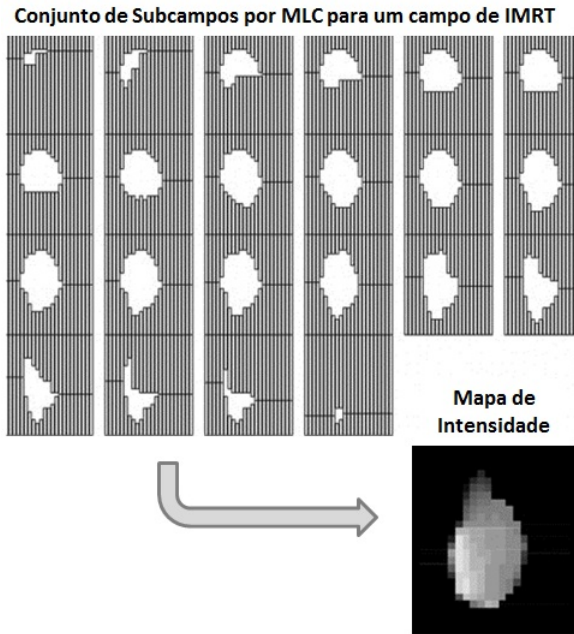 Conjunto de Subcampos por MLC para um campo de IMRT
Mapa de
Intensidade